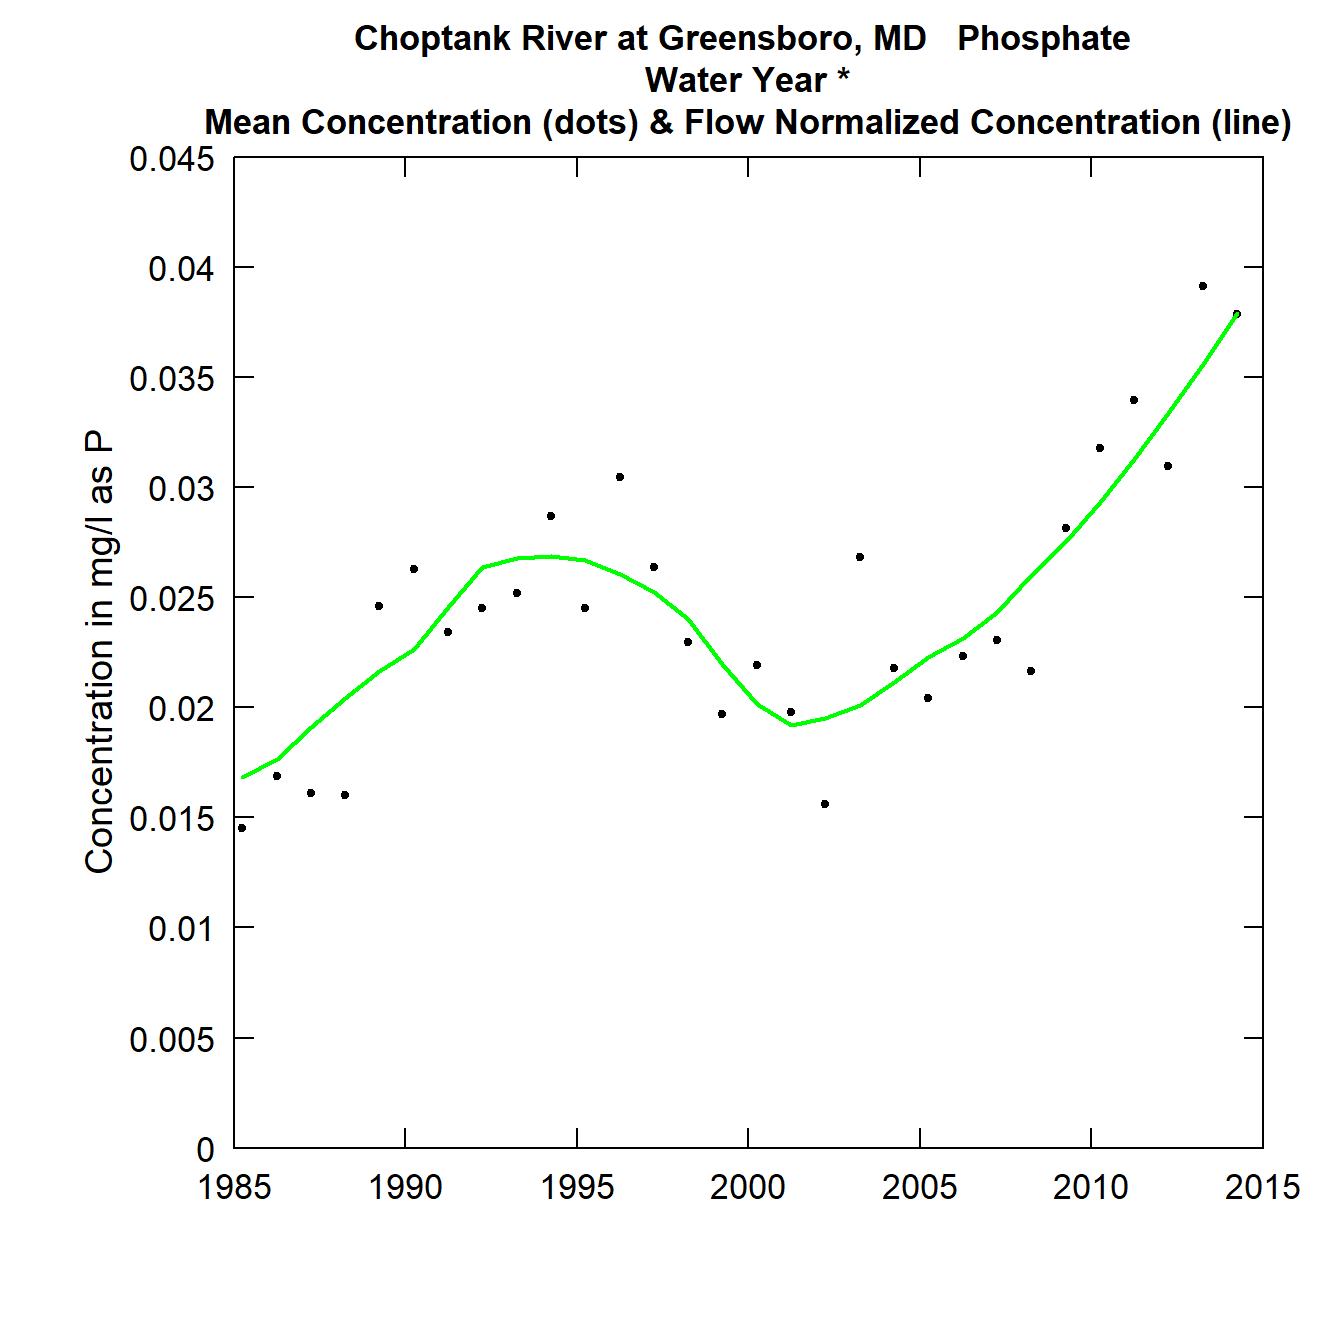 Choptank River at Greensboro, MD   Phosphate
Water Year *
Mean Concentration (dots) & Flow Normalized Concentration (line)
Concentration in mg/l as P
0.045
0.04
0.035
0.03
0.025
0.02
0.015
0.01
0.005
0
1985 1990 1995 2000 2005 2010 2015